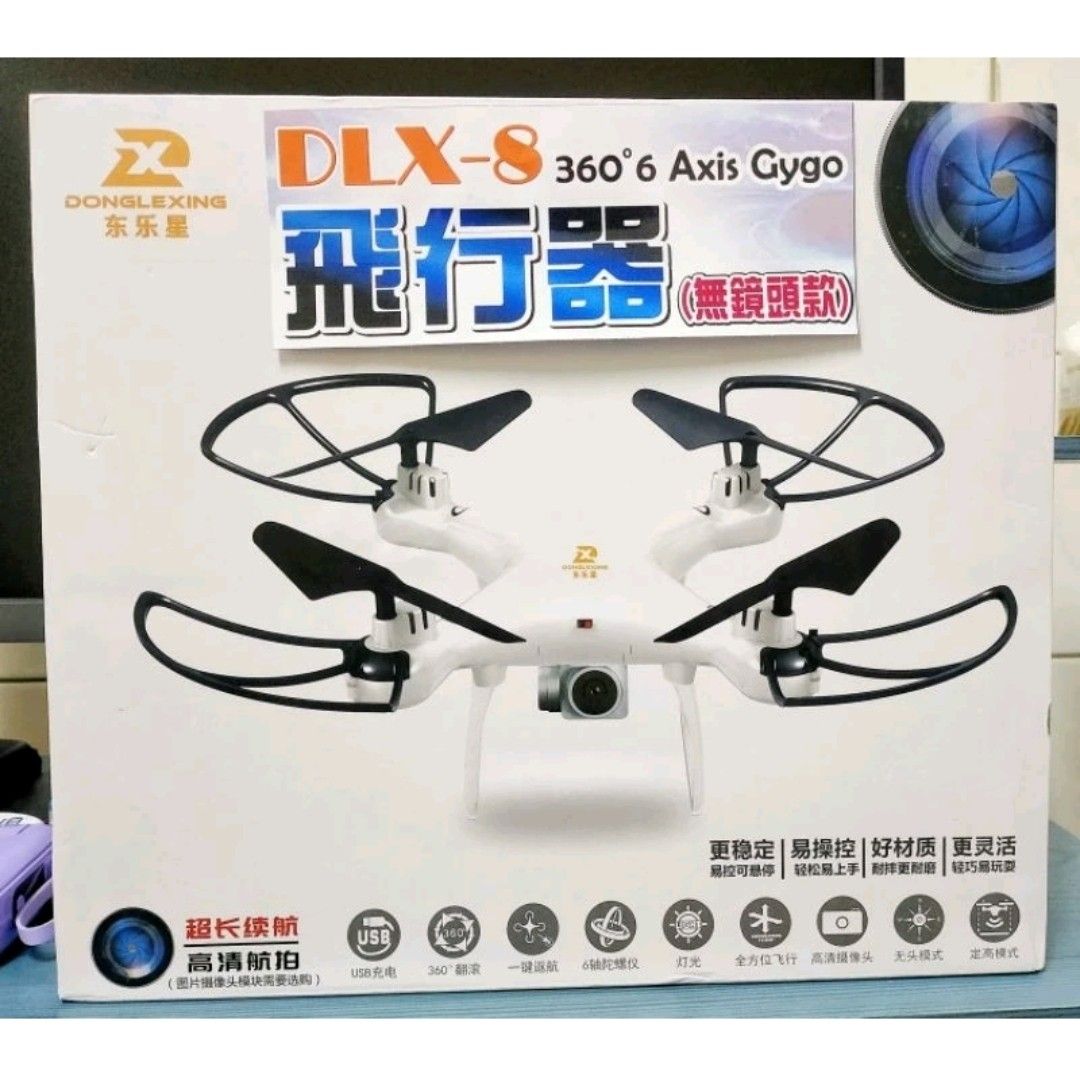 DONGLEXING
东乐星
DLX-8 360°6 Axis Gygo
飛行器(無鏡頭款)
DONGLEXING
东乐星
更稳定 易操控 好材质 更灵活
易控可悬停 轻松易上手 耐摔更耐磨 轻巧易玩耍
超长续航
高清航拍
(图片摄像头模块需要选购)
USB
360°
USB充电 360°翻滚 一键返航 6轴陀螺仪 灯光 全方位飞行 高清摄像头 无头模式 定高模式